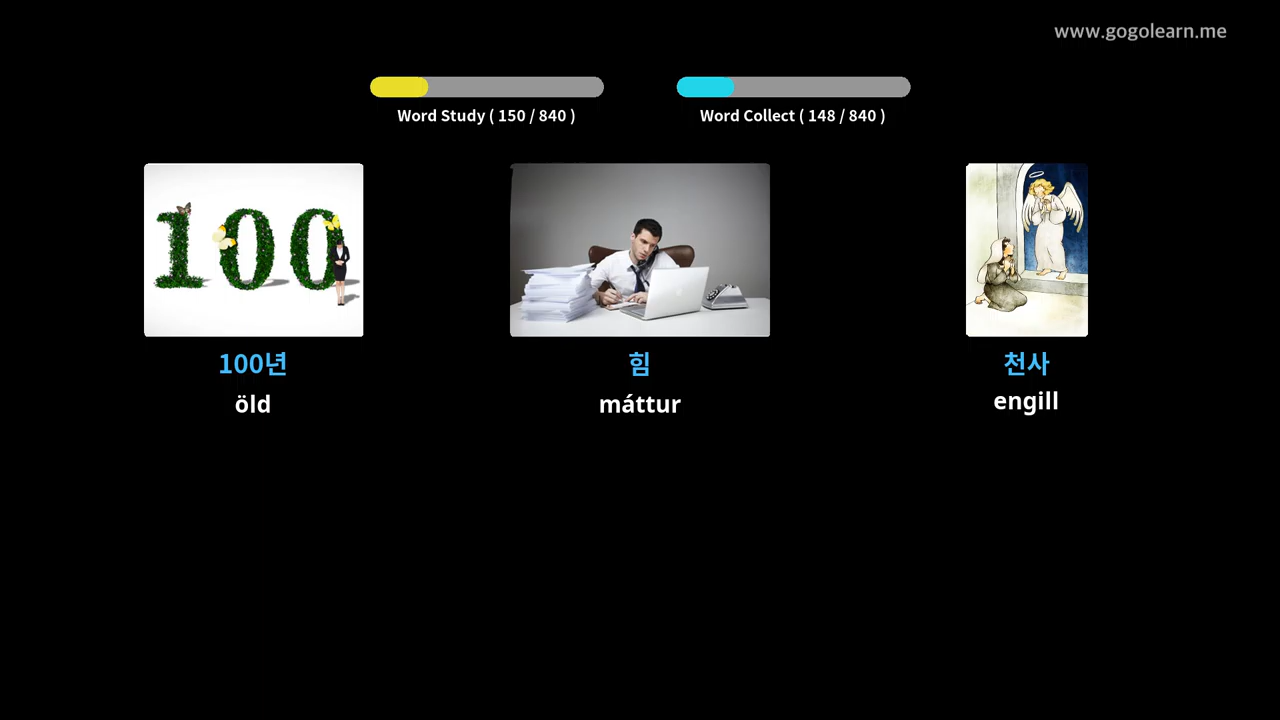 www.gogolearn.me
Word Study ( 150 / 840 )
Word Collect ( 148 / 840 )
100
100년
힘
천사
öld
máttur
engill